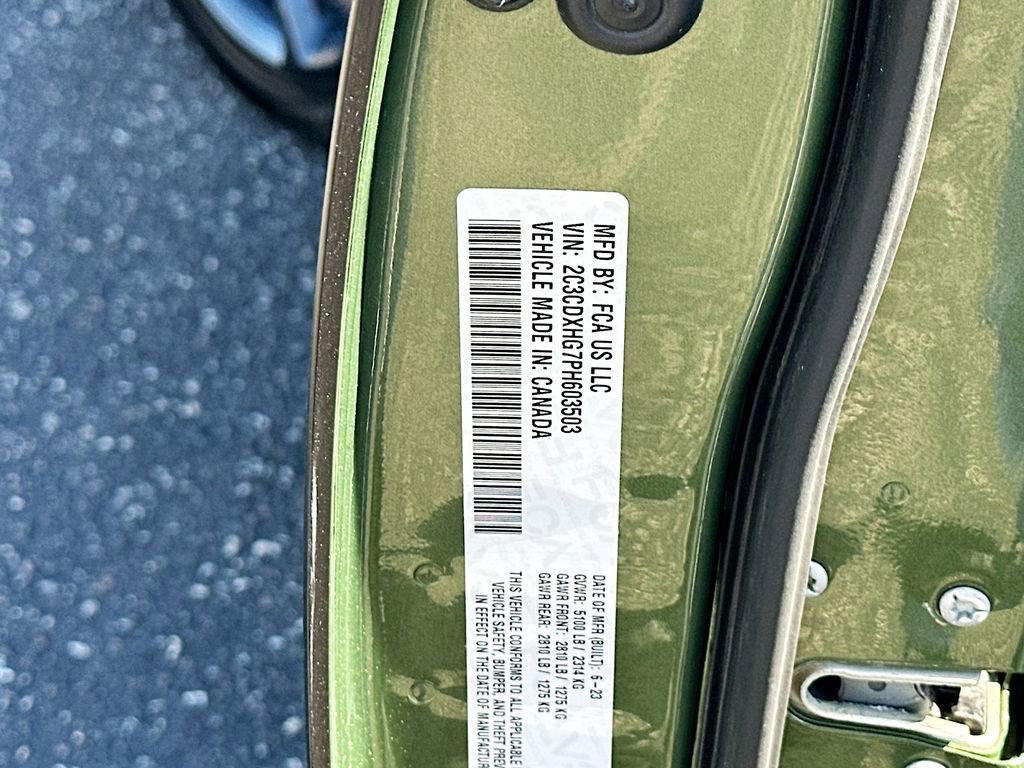 MFD BY: FCA US LLC
VIN: 2C3CDXHG7PH603503
VEHICLE MADE IN: CANADA
DATE OF MFR (BUILT): 6-23
GVWR: 5100 LB / 2314 KG
GAWR FRONT: 2810 LB / 1275 KG
GAWR REAR: 2810 LB / 1275 KG
THIS VEHICLE CONFORMS TO ALL APPLICABLE
VEHICLE SAFETY, BUMPER, AND THEFT PREV
IN EFFECT ON THE DATE OF MANUFACTUR